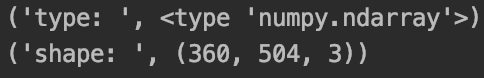 ('type: ', <type 'numpy.ndarray'>)
('shape: ', (360, 504, 3))